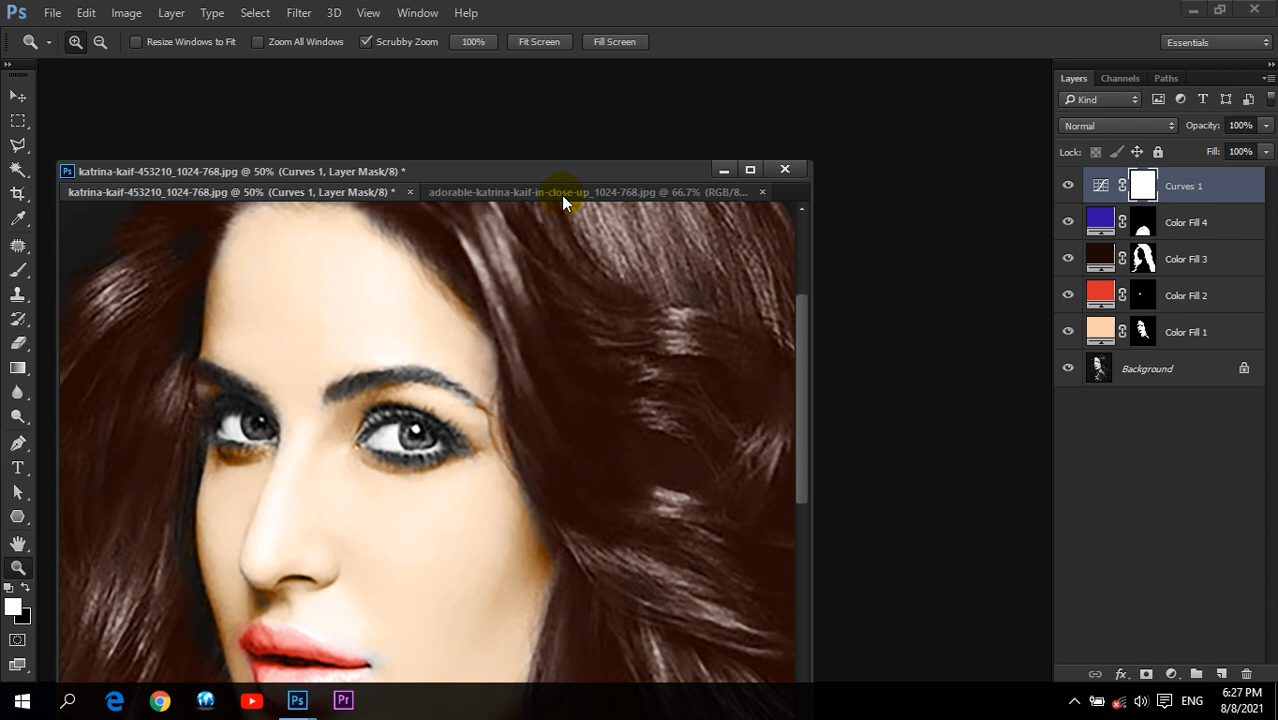 Ps File Edit Image Layer Type Select Filter 3D View Window Help
Resize Windows to Fit Zoom All Windows Scrubby Zoom 100% Fit Screen Fill Screen Essentials
Layers Channels Paths
Kind
Normal Opacity: 100%
Lock: Fill: 100%
Ps katrina-kaif-453210_1024-768.jpg @ 50% (Curves 1, Layer Mask/8) *
katrina-kaif-453210_1024-768.jpg @ 50% (Curves 1, Layer Mask/8) * adorable-katrina-kaif-in-close-up_1024-768.jpg @ 66.7% (RGB/8...
Curves 1
Color Fill 4
Color Fill 3
Color Fill 2
Color Fill 1
Background
T
fx
Ps Pr ENG 6:27 PM
8/8/2021